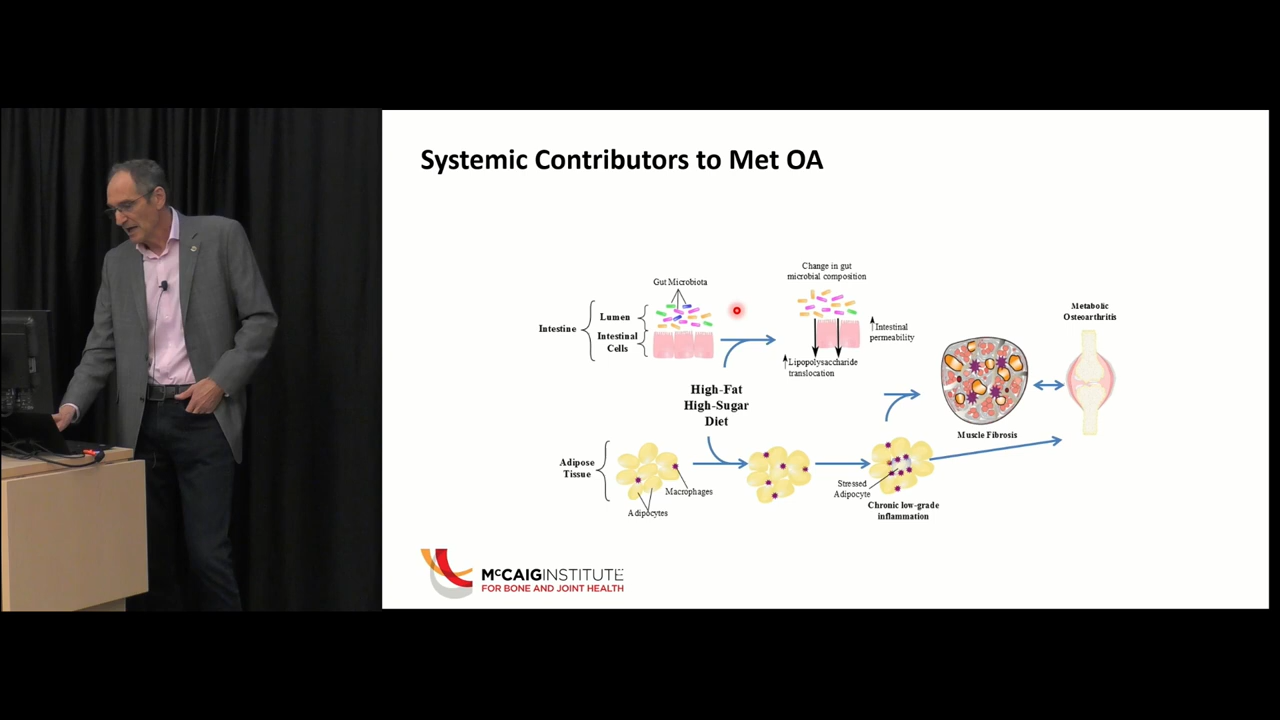 Systemic Contributors to Met OA
Gut Microbiota
Intestine
Lumen
Intestinal
Cells
Change in gut
microbial composition
↑Intestinal
permeability
↑Lipopolysaccharide
translocation
High-Fat
High-Sugar
Diet
Adipose
Tissue
Macrophages
Adipocytes
Stressed
Adipocyte
Chronic low-grade
inflammation
Muscle Fibrosis
Metabolic
Osteoarthritis
McCAIG INSTITUTE
FOR BONE AND JOINT HEALTH